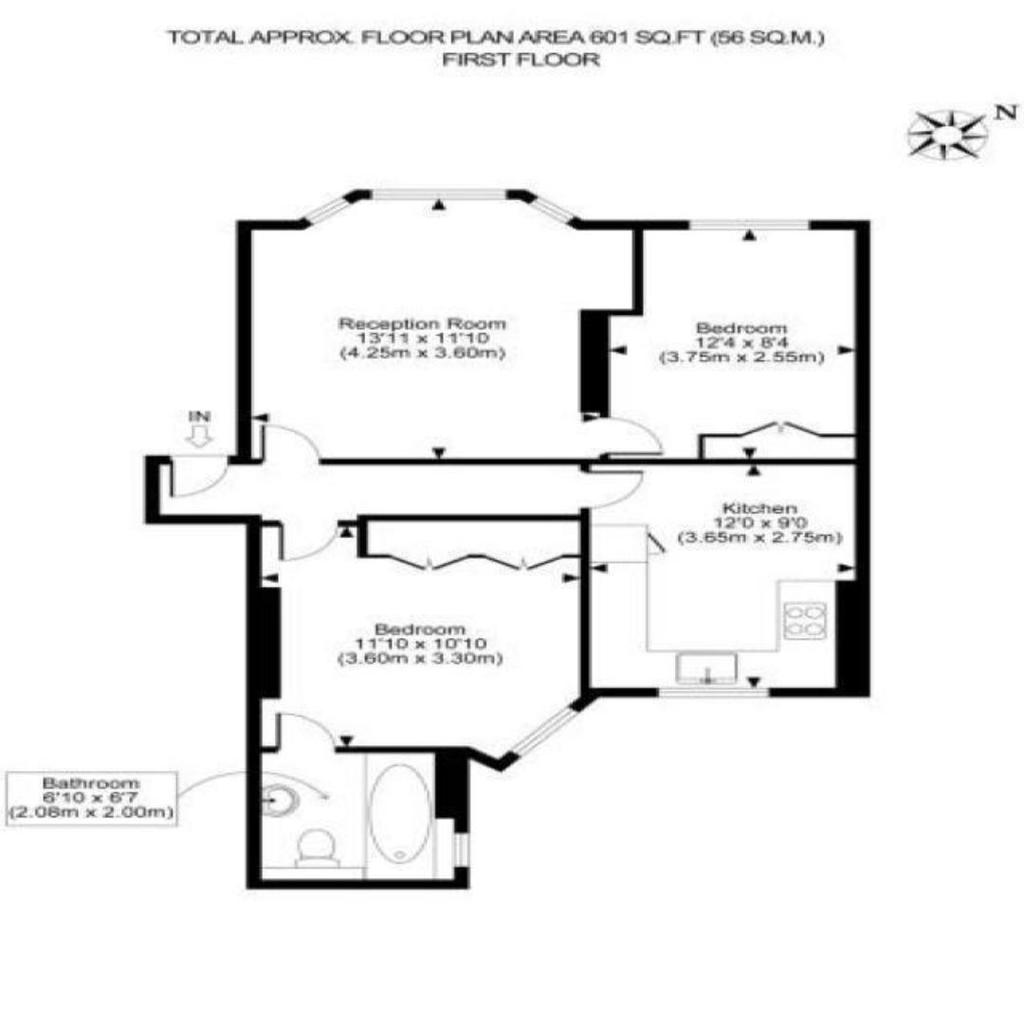 TOTAL APPROX. FLOOR PLAN AREA 601 SQ.FT (56 SQ.M.)
FIRST FLOOR
N
Reception Room
13'11 x 11'10
(4.25m x 3.60m)
Bedroom
12'4 x 8'4
(3.75m x 2.55m)
IN
Kitchen
12'0 x 9'0
(3.65m x 2.75m)
Bedroom
11'10 x 10'10
(3.60m x 3.30m)
Bathroom
6'10 x 6'7
(2.08m x 2.00m)